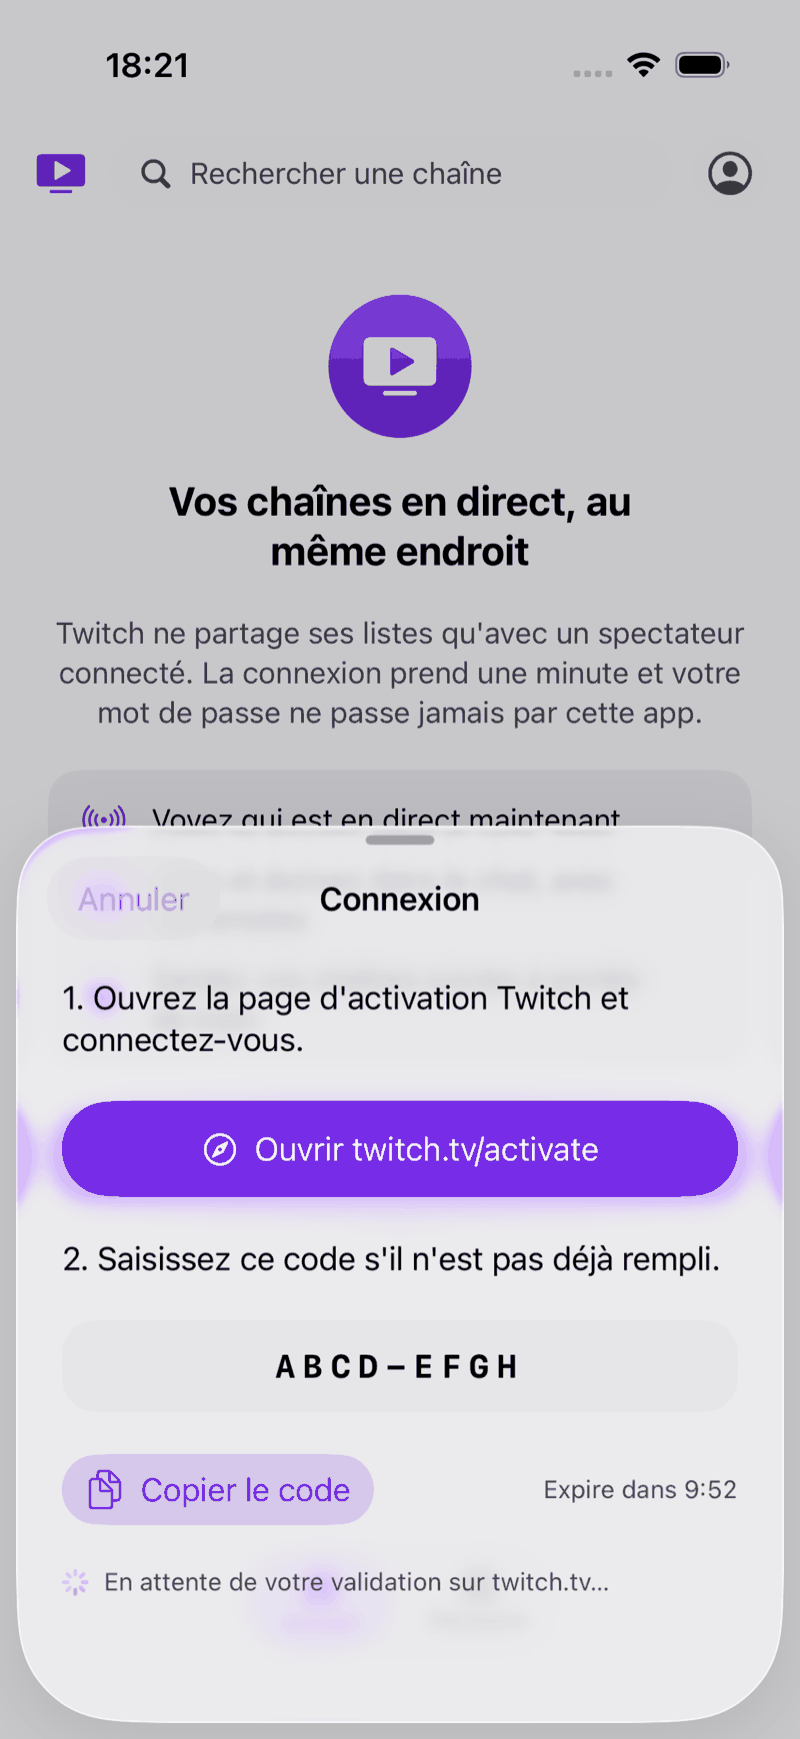 18:21
Rechercher une chaîne
Vos chaînes en direct, au
même endroit
Twitch ne partage ses listes qu'avec un spectateur
connecté. La connexion prend une minute et votre
mot de passe ne passe jamais par cette app.
Voyez qui est en direct maintenant
Annuler
Connexion
1. Ouvrez la page d'activation Twitch et
connectez-vous.
Ouvrir twitch.tv/activate
2. Saisissez ce code s'il n'est pas déjà rempli.
ABCD-EFGH
Copier le code
Expire dans 9:52
En attente de votre validation sur twitch.tv...